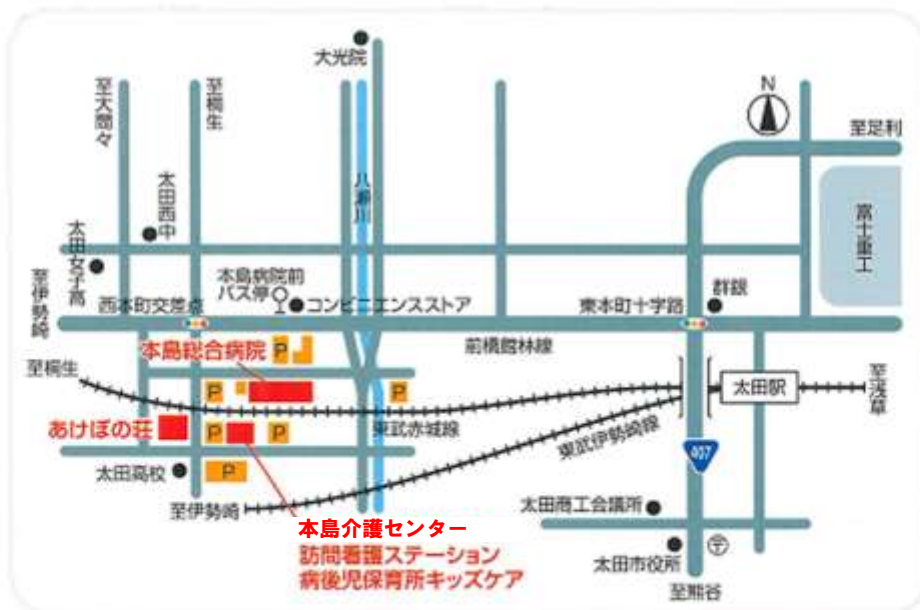 大光院
至大間々
至桐生
N
至足利
太田西中
八瀬川
富士重工
太田女子高
本島病院前
バス停
群銀
至伊勢崎
西本町交差点
コンビニエンスストア
東本町十字路
本島総合病院
P
前橋館林線
至桐生
P
P
太田駅
至浅草
あけぼの荘
P
P
東武赤城線
東武伊勢崎線
407
太田高校
P
至伊勢崎
太田商工会議所
本島介護センター
訪問看護ステーション
病後児保育所キッズケア
太田市役所
〒
至熊谷